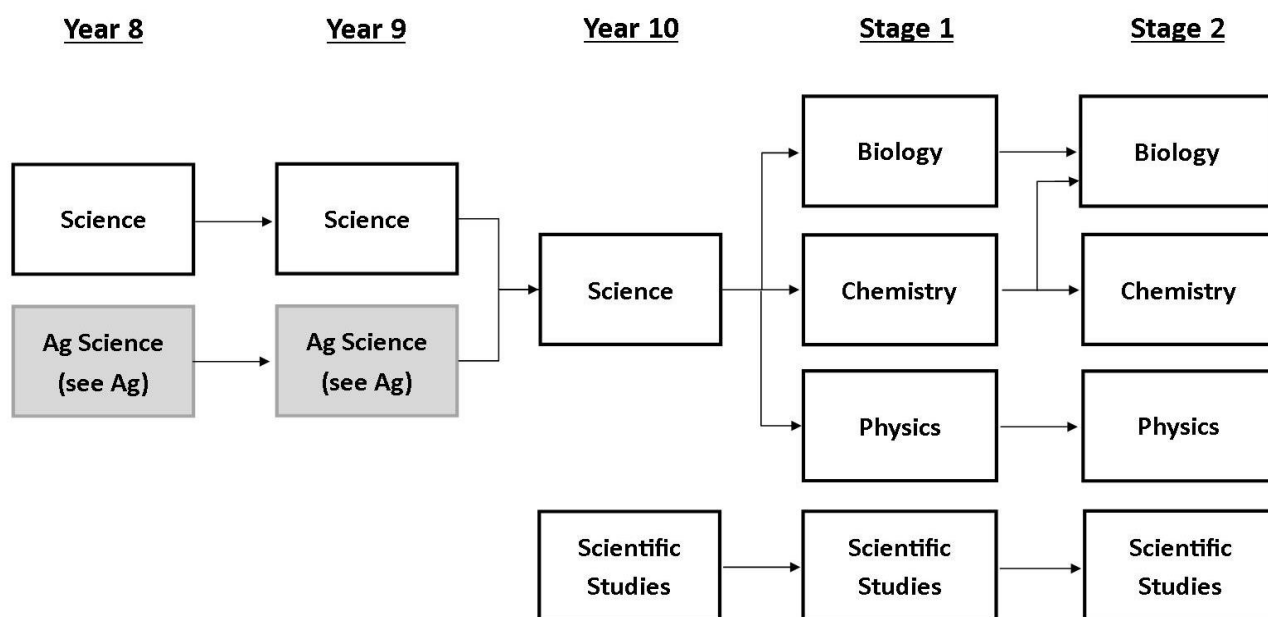 Year 8
Year 9
Year 10
Stage 1
Stage 2
Biology
Biology
Science
Science
Science
Chemistry
Chemistry
Ag Science
(see Ag)
Ag Science
(see Ag)
Physics
Physics
Scientific
Studies
Scientific
Studies
Scientific
Studies